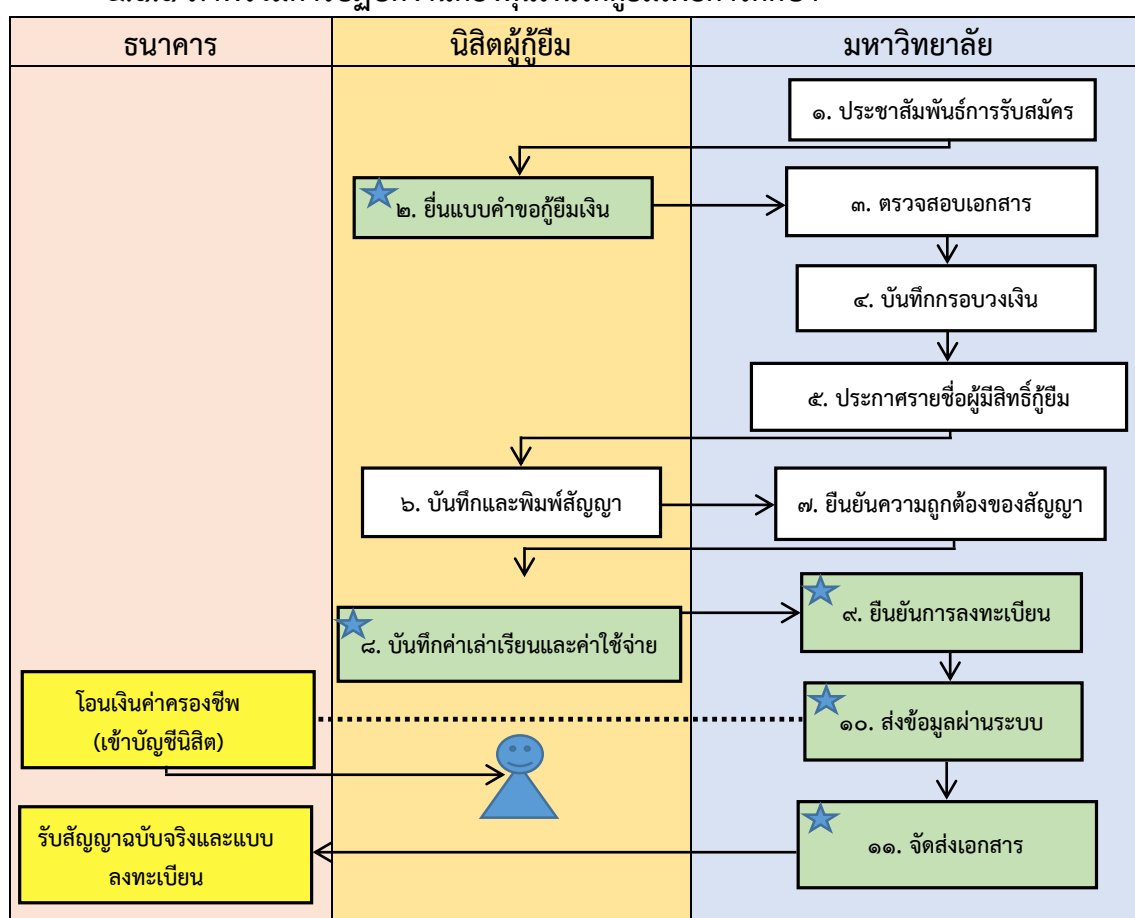 ธนาคาร
นิสิตผู้กู้ยืม
มหาวิทยาลัย
๑. ประชาสัมพันธ์การรับสมัคร
๒. ยื่นแบบคำขอกู้ยืมเงิน
๓. ตรวจสอบเอกสาร
๔. บันทึกกรอบวงเงิน
๕. ประกาศรายชื่อผู้มีสิทธิ์กู้ยืม
๖. บันทึกและพิมพ์สัญญา
๗. ยืนยันความถูกต้องของสัญญา
๘. บันทึกค่าเล่าเรียนและค่าใช้จ่าย
๙. ยืนยันการลงทะเบียน
โอนเงินค่าครองชีพ
(เข้าบัญชีนิสิต)
๑๐. ส่งข้อมูลผ่านระบบ
รับสัญญาฉบับจริงและแบบ
ลงทะเบียน
๑๑. จัดส่งเอกสาร